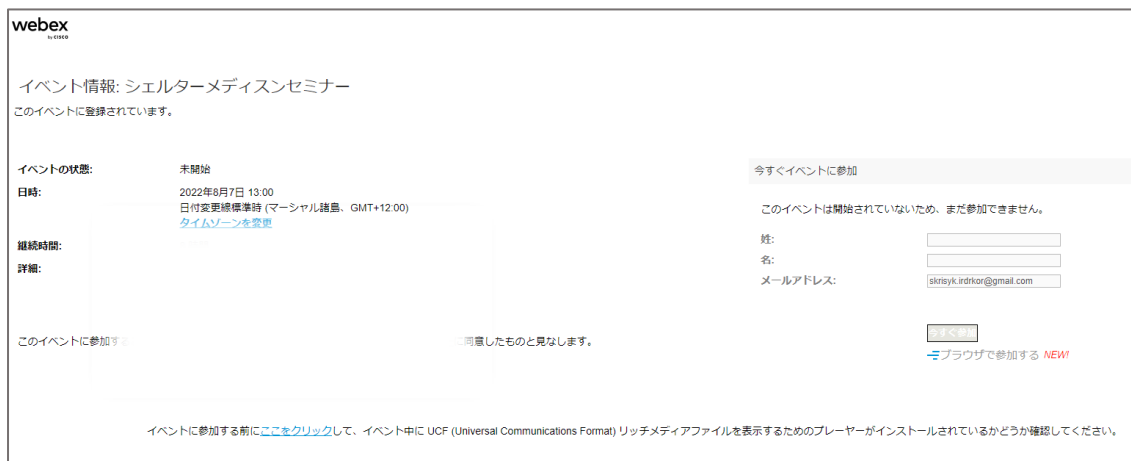 webex
by CISCO
イベント情報: シェルターメディスンセミナー
このイベントに登録されています。
イベントの状態: 未開始
日時: 2022年8月7日 13:00
日付変更線標準時 (マーシャル諸島、GMT+12:00)
タイムゾーンを変更
継続時間:
詳細:
このイベントに参加す
に同意したものと見なします。
今すぐイベントに参加
このイベントは開始されていないため、まだ参加できません。
姓:
名:
メールアドレス: skrisyk.irdrkor@gmail.com
今すぐ参加
ブラウザで参加する NEW!
イベントに参加する前にここをクリックして、イベント中に UCF (Universal Communications Format) リッチメディアファイルを表示するためのプレーヤーがインストールされているかどうか確認してください。